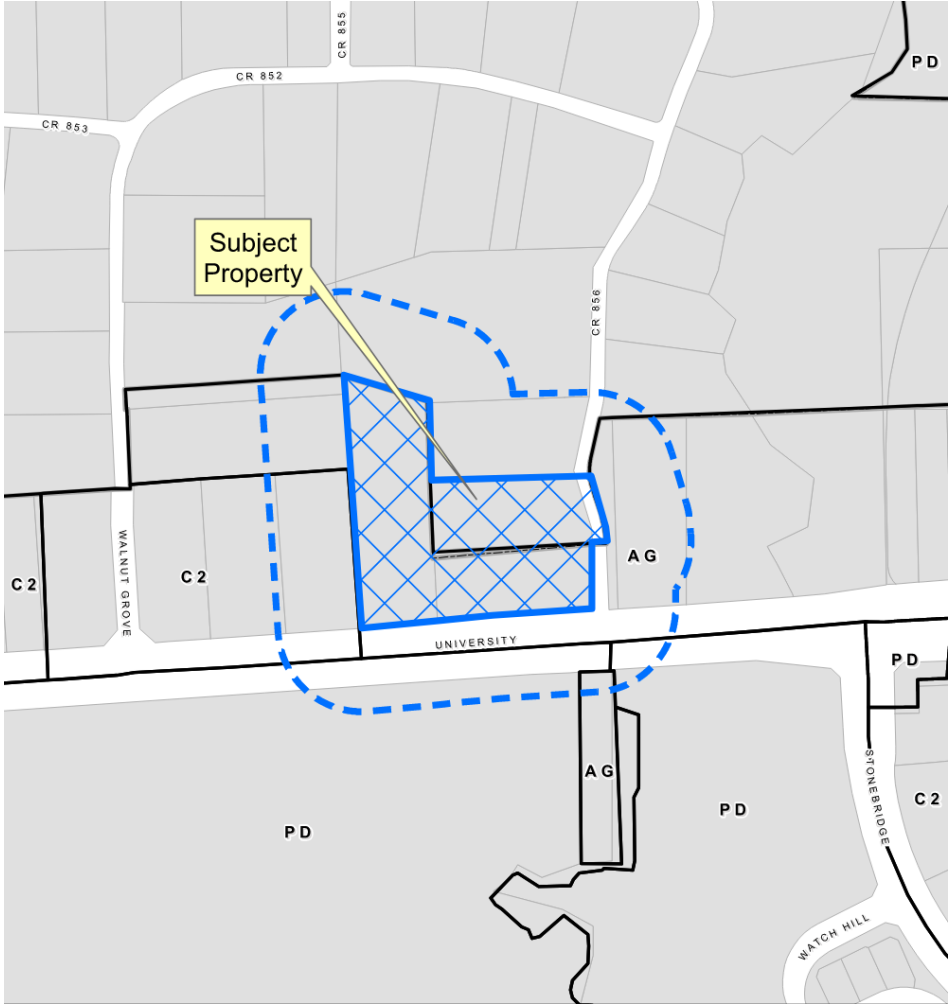 CR 855
PD
CR 852
CR 853
Subject
Property
CR 856
WALNUT GROVE
C2
C2
AG
UNIVERSITY
PD
AG
PD
PD
STONEBRIDGE
C2
WATCH HILL